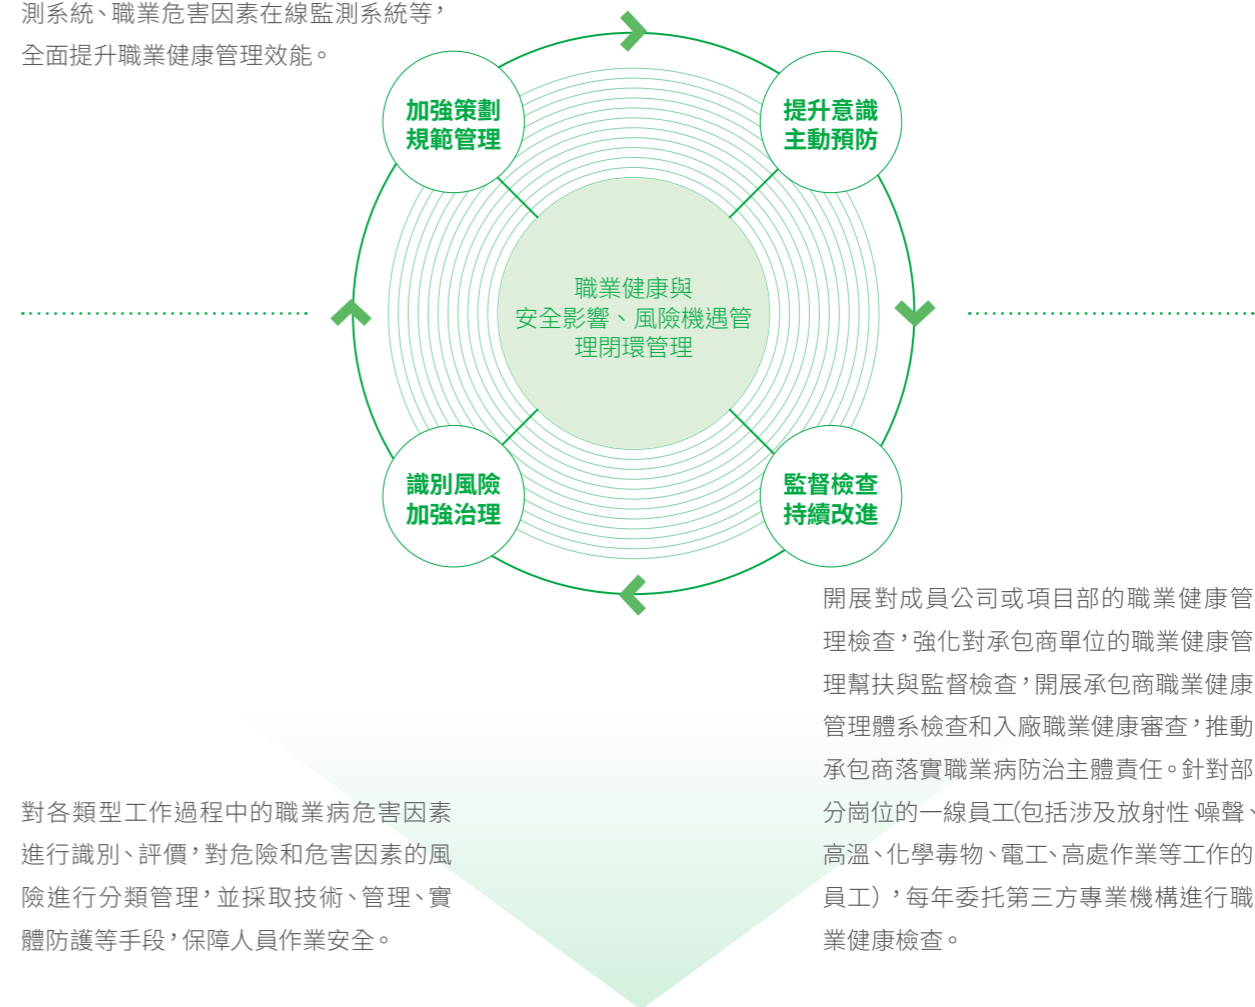 測系統、職業危害因素在線監測系統等，
全面提升職業健康管理效能。
加強策劃
規範管理
提升意識
主動預防
職業健康與
安全影響、風險機遇管
理閉環管理
識別風險
加強治理
監督檢查
持續改進
對各類型工作過程中的職業病危害因素
進行識別、評價，對危險和危害因素的風
險進行分類管理，並採取技術、管理、實
體防護等手段，保障人員作業安全。
開展對成員公司或項目部的職業健康管
理檢查，強化對承包商單位的職業健康管
理幫扶與監督檢查，開展承包商職業健康
管理體系檢查和入廠職業健康審查，推動
承包商落實職業病防治主體責任。針對部
分崗位的一線員工(包括涉及放射性、噪聲、
高溫、化學毒物、電工、高處作業等工作的
員工），每年委托第三方專業機構進行職
業健康檢查。